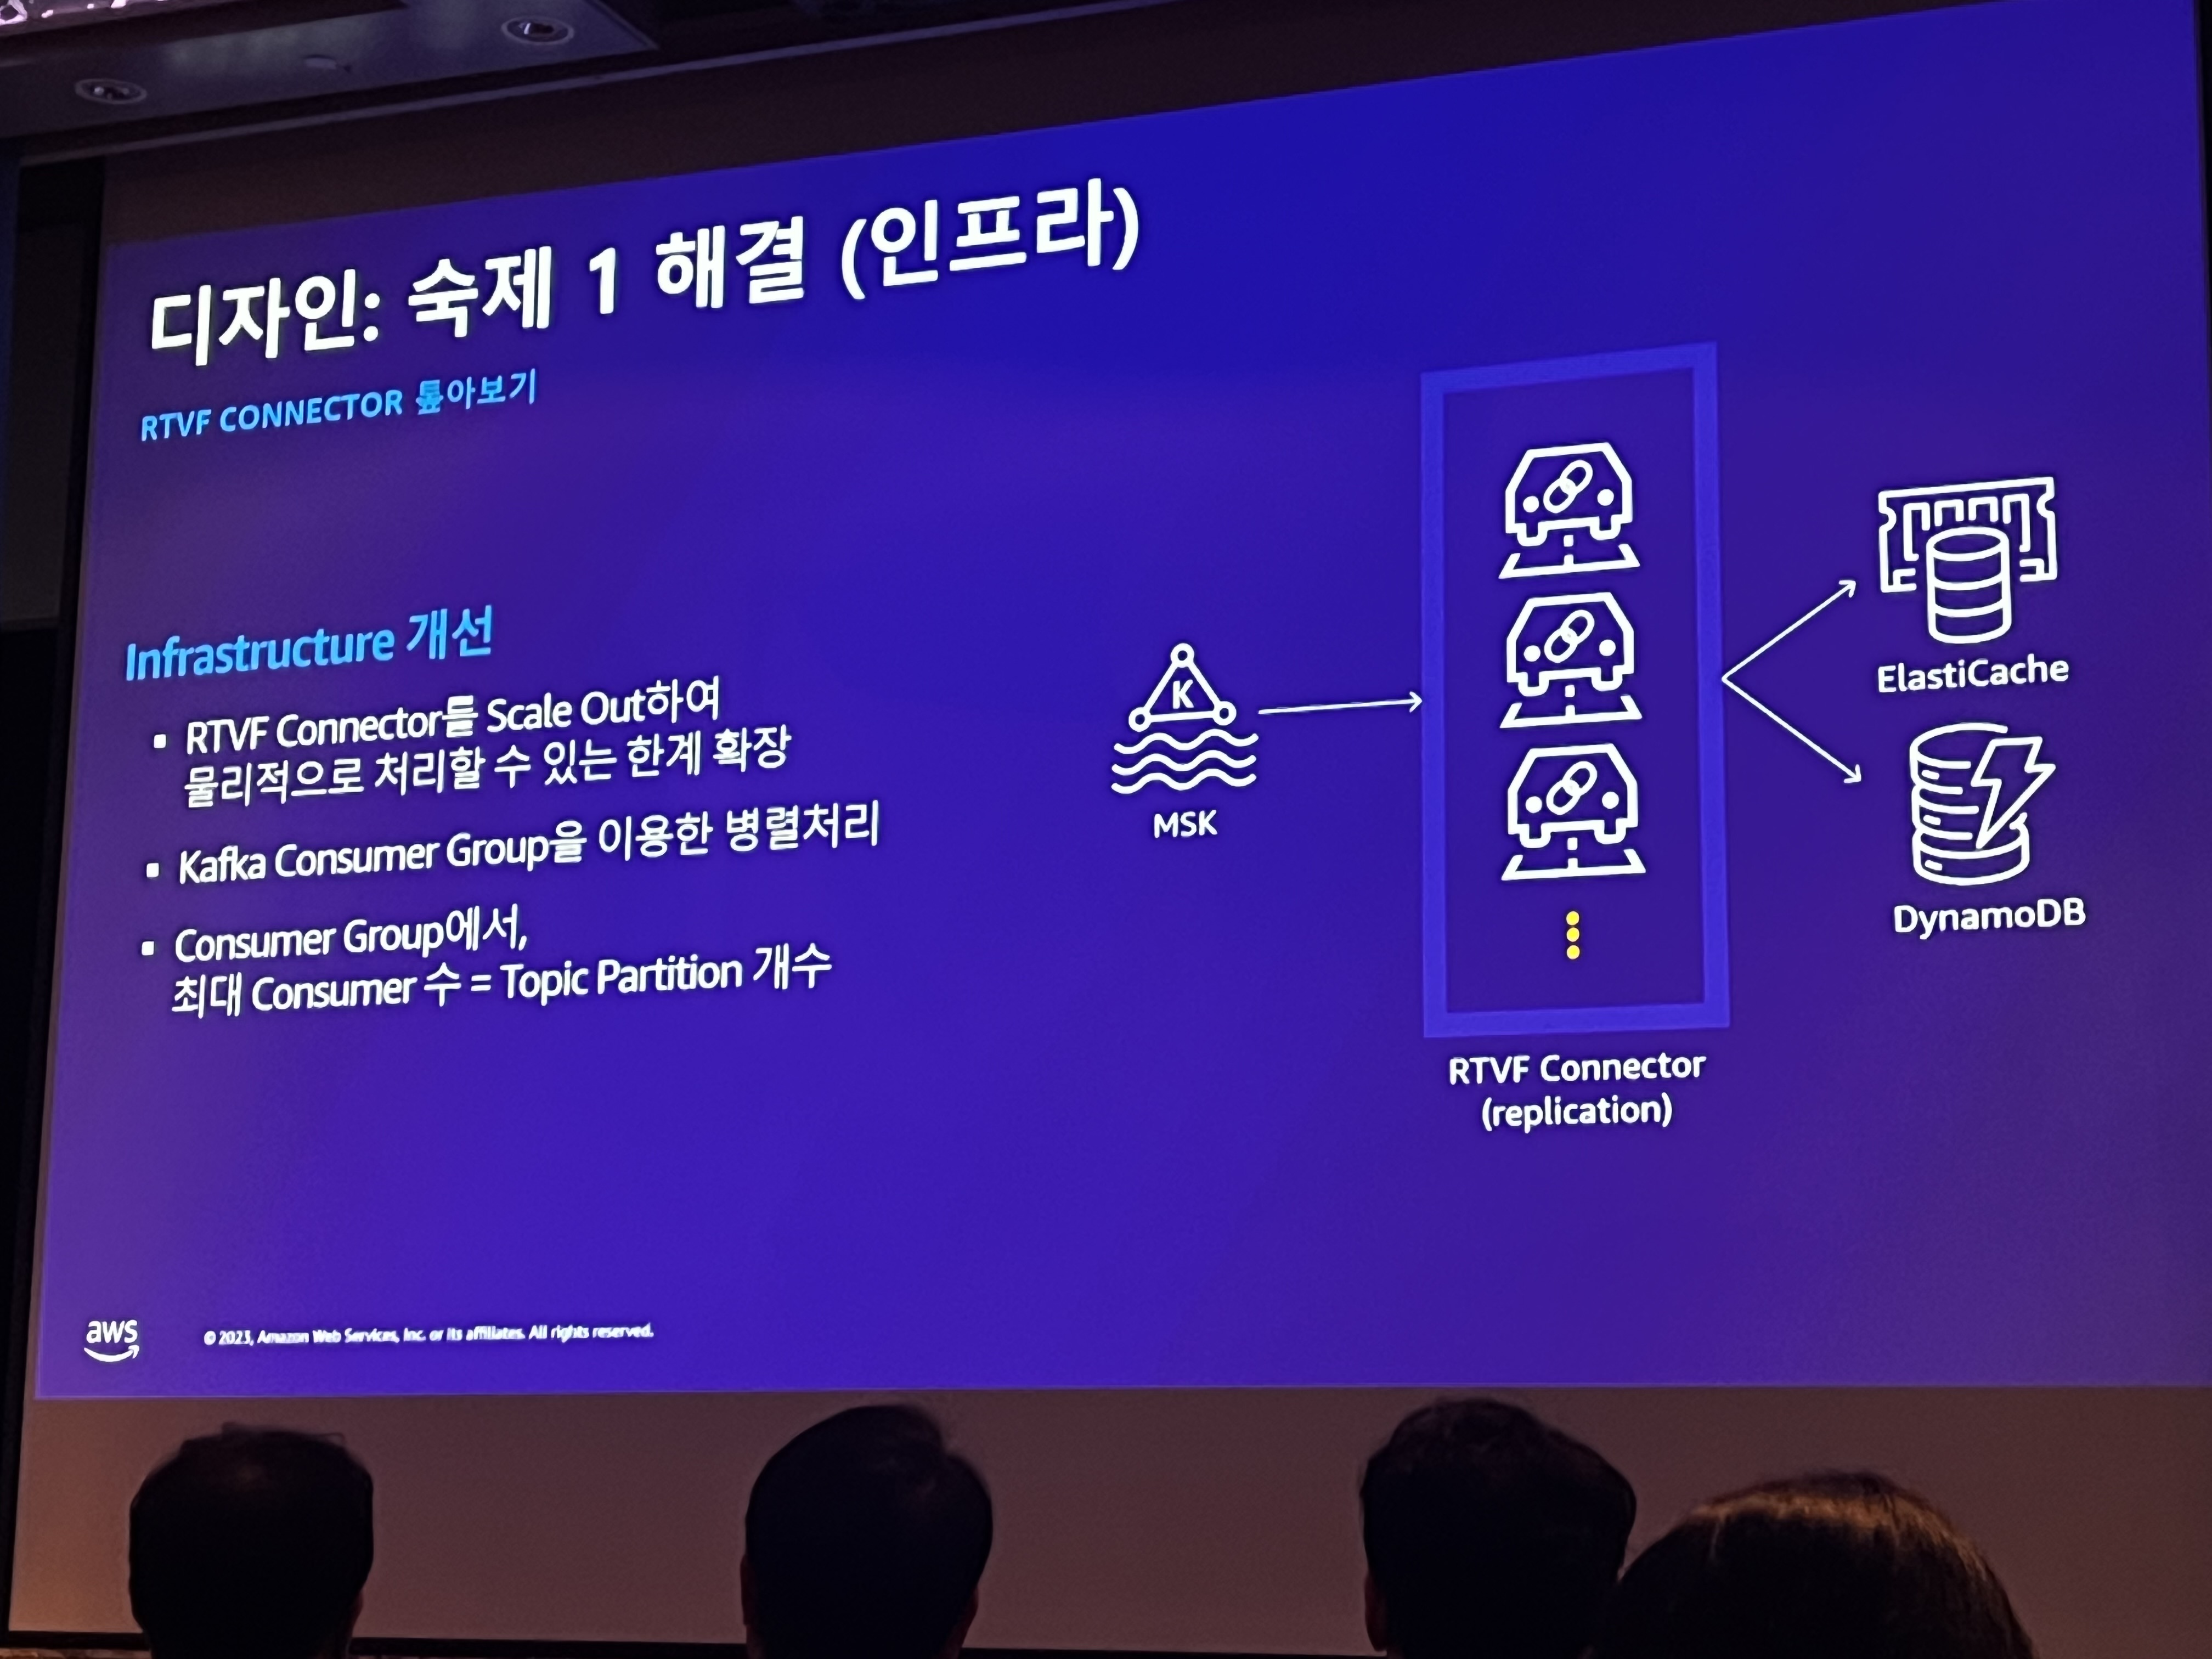 디자인: 숙제 1 해결 (인프라)
RTVF CONNECTOR 톺아보기
Infrastructure 개선
▪ RTVF Connector를 Scale Out하여
물리적으로 처리할 수 있는 한계 확장
▪ Kafka Consumer Group을 이용한 병렬처리
▪ Consumer Group에서,
최대 Consumer 수 = Topic Partition 개수
K
MSK
RTVF Connector
(replication)
ElastiCache
DynamoDB
aws
© 2023, Amazon Web Services, Inc. or its affiliates. All rights reserved.